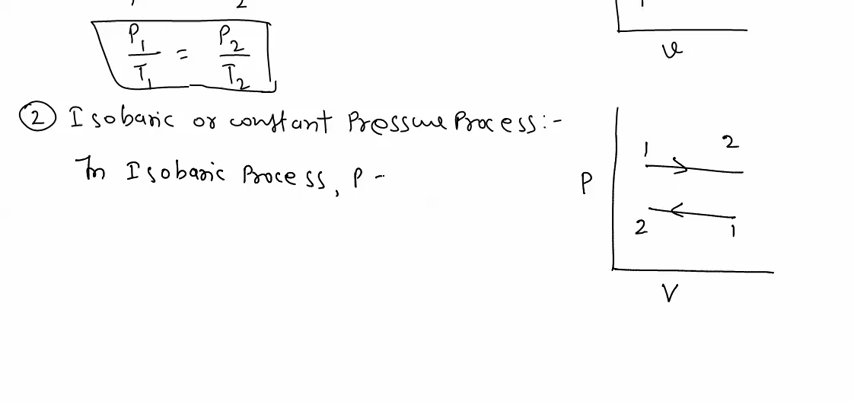 P₁/T₁ = P₂/T₂
v
② Isobaric or constant Pressure Process:-
In Isobaric Process, P -
P
1 2
2 1
V